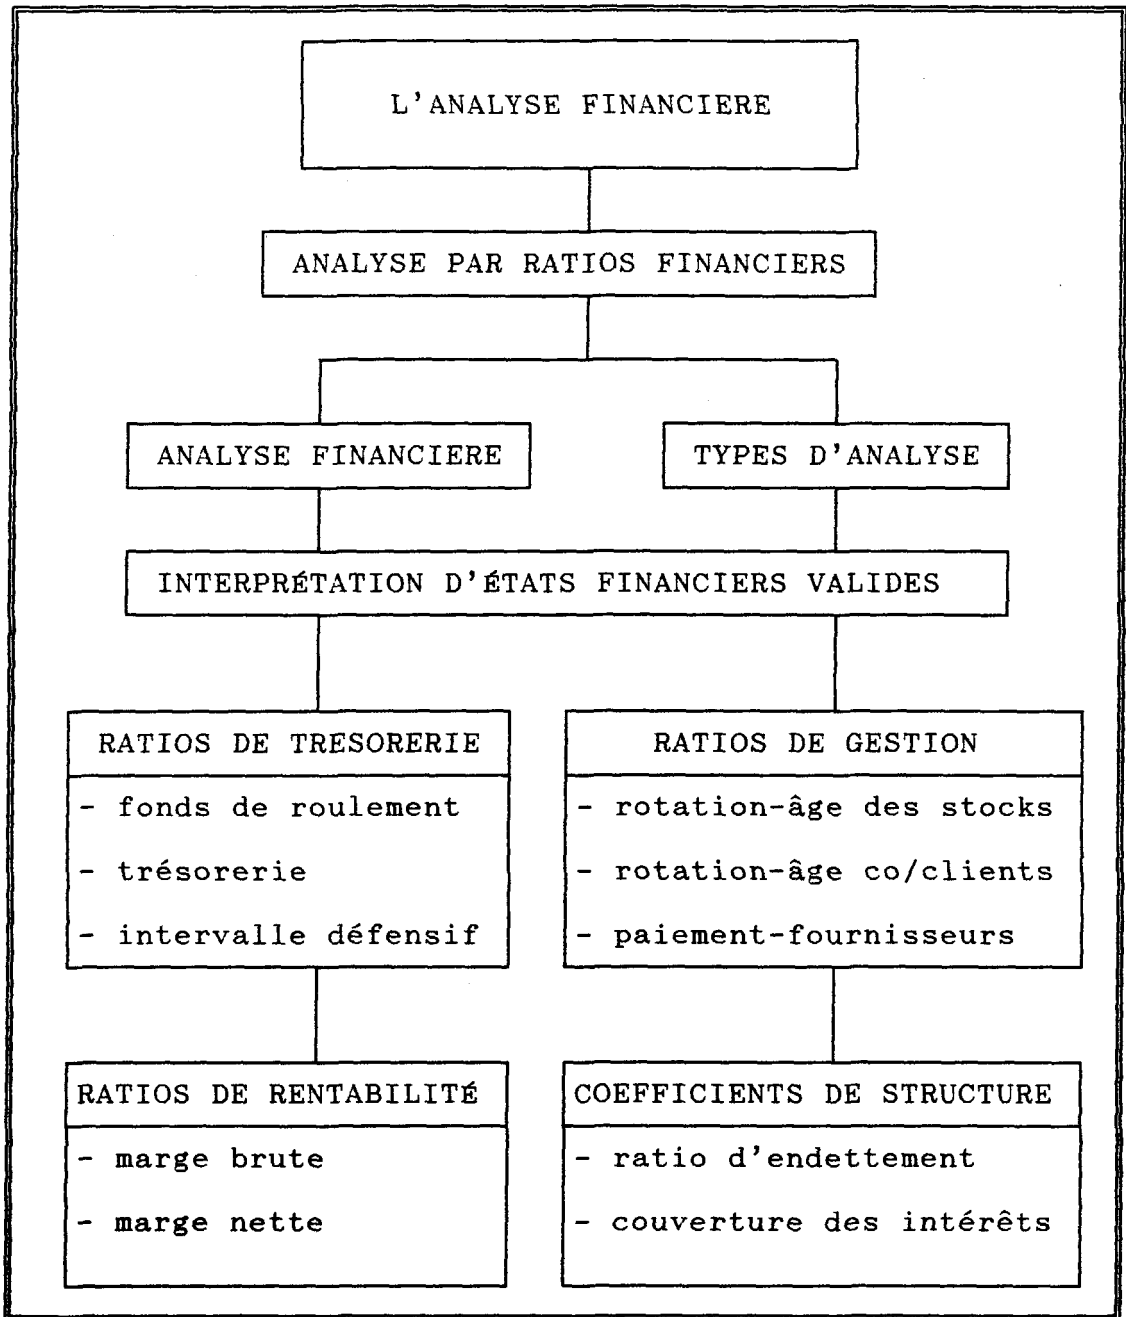 L'ANALYSE FINANCIERE
ANALYSE PAR RATIOS FINANCIERS
ANALYSE FINANCIERE
TYPES D'ANALYSE
INTERPRÉTATION D'ÉTATS FINANCIERS VALIDES
RATIOS DE TRESORERIE
- fonds de roulement
- trésorerie
- intervalle défensif
RATIOS DE GESTION
- rotation-âge des stocks
- rotation-âge co/clients
- paiement-fournisseurs
RATIOS DE RENTABILITÉ
- marge brute
- marge nette
COEFFICIENTS DE STRUCTURE
- ratio d'endettement
- couverture des intérêts